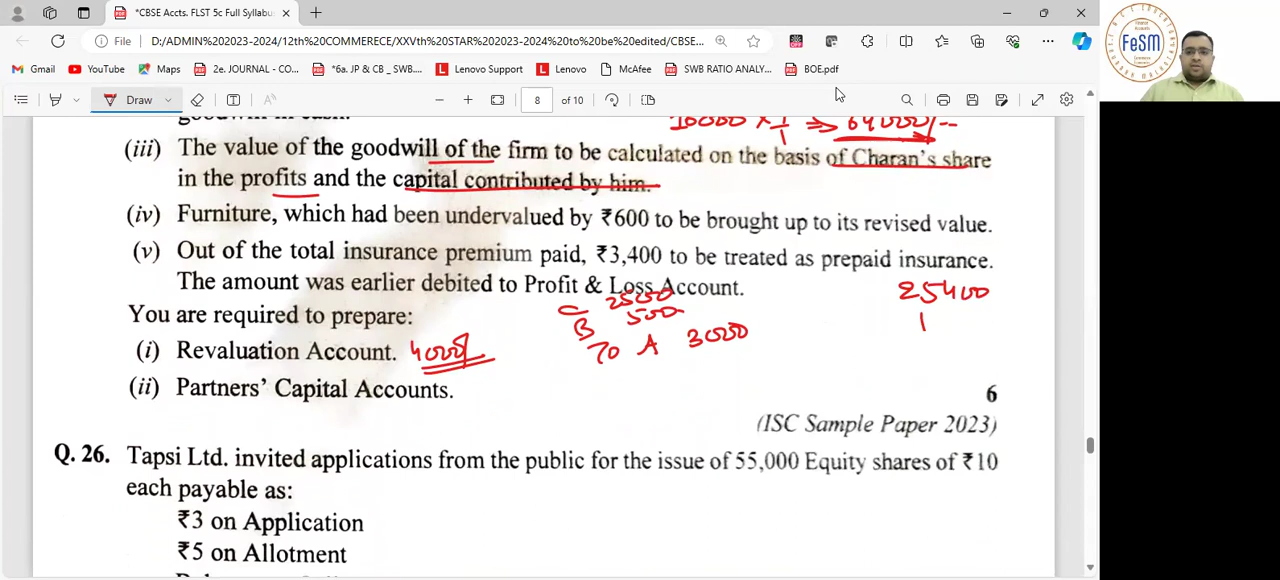 *CBSE Accts. FLST 5c Full Syllabu
File D:/ADMIN%202023-2024/12th%20COMMERECE/XXVth%20STAR%202023-2024%20to%20be%20edited/CBSE...
Gmail YouTube Maps 2e. JOURNAL - CO... *6a. JP & CB _ SWB.... Lenovo Support Lenovo McAfee SWB RATIO ANALY... BOE.pdf
Draw 8 of 10
FeSM
(iii) The value of the goodwill of the firm to be calculated on the basis of Charan's share
in the profits and the capital contributed by him.
(iv) Furniture, which had been undervalued by ₹600 to be brought up to its revised value.
(v) Out of the total insurance premium paid, ₹3,400 to be treated as prepaid insurance.
The amount was earlier debited to Profit & Loss Account.
25400
You are required to prepare:
C 2500
B 500
To A 3000
(i) Revaluation Account. 4000/
(ii) Partners' Capital Accounts.
6
(ISC Sample Paper 2023)
Q. 26. Tapsi Ltd. invited applications from the public for the issue of 55,000 Equity shares of ₹10
each payable as:
₹3 on Application
₹5 on Allotment